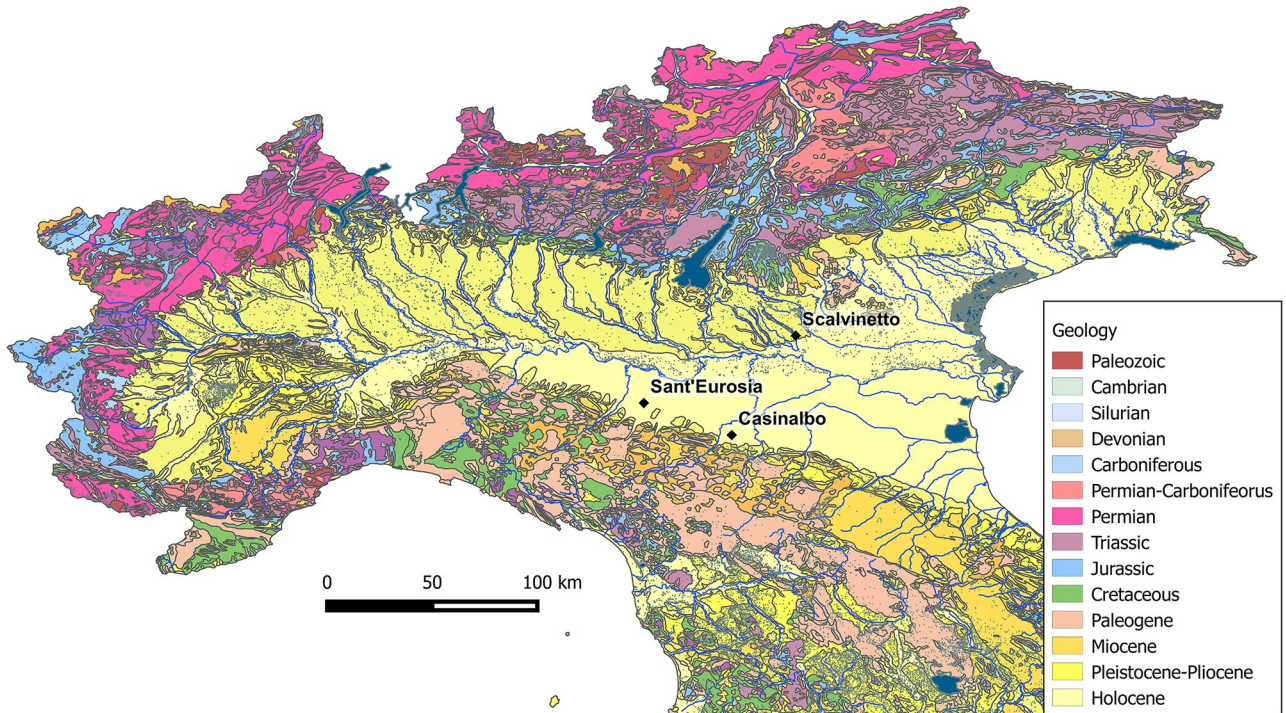 Scalvinetto
Sant'Eurosia
Casinalbo
0 50 100 km
Geology
Paleozoic
Cambrian
Silurian
Devonian
Carboniferous
Permian-Carbonifeorus
Permian
Triassic
Jurassic
Cretaceous
Paleogene
Miocene
Pleistocene-Pliocene
Holocene